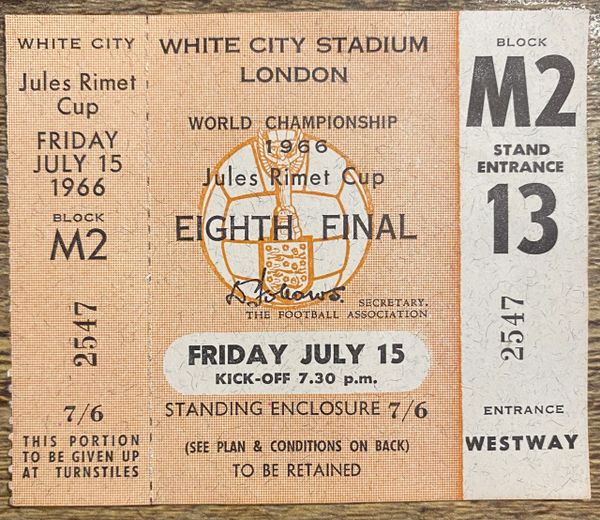 WHITE CITY
Jules Rimet
Cup
FRIDAY
JULY 15
1966
BLOCK
M2
2547
7/6
THIS PORTION
TO BE GIVEN UP
AT TURNSTILES
WHITE CITY STADIUM
LONDON
WORLD CHAMPIONSHIP
1966
Jules Rimet Cup
EIGHTH FINAL
D Follows.
SECRETARY,
THE FOOTBALL ASSOCIATION
FRIDAY JULY 15
KICK-OFF 7.30 p.m.
STANDING ENCLOSURE 7/6
(SEE PLAN & CONDITIONS ON BACK)
TO BE RETAINED
BLOCK
M2
STAND
ENTRANCE
13
2547
ENTRANCE
WESTWAY